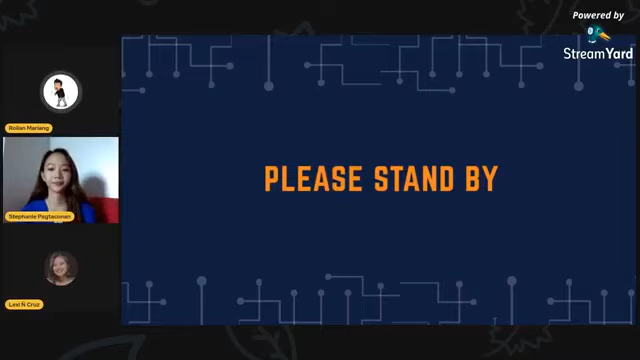 Powered by
StreamYard
Rolian Mariang
PLEASE STAND BY
Stephanie Pagtaconan
Lexi Ñ Cruz